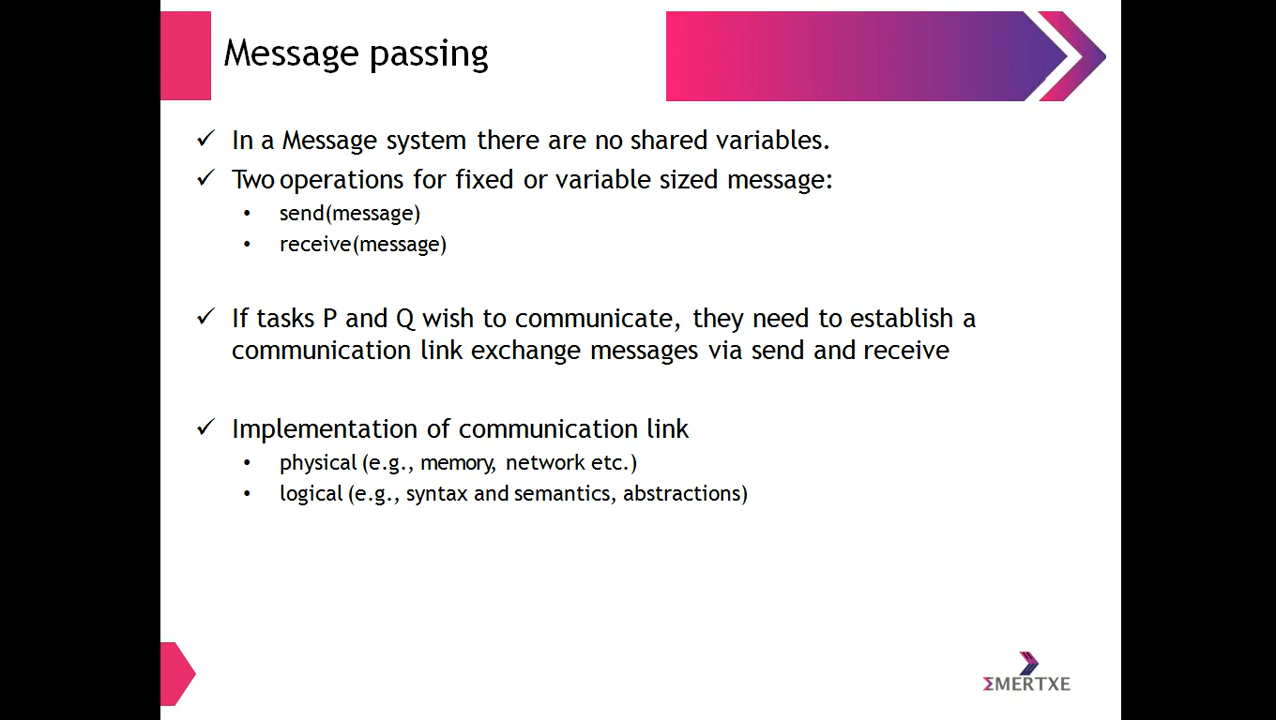 Message passing
✓ In a Message system there are no shared variables.
✓ Two operations for fixed or variable sized message:
• send(message)
• receive(message)
✓ If tasks P and Q wish to communicate, they need to establish a
communication link exchange messages via send and receive
✓ Implementation of communication link
• physical (e.g., memory, network etc.)
• logical (e.g., syntax and semantics, abstractions)
ΣMERTXE